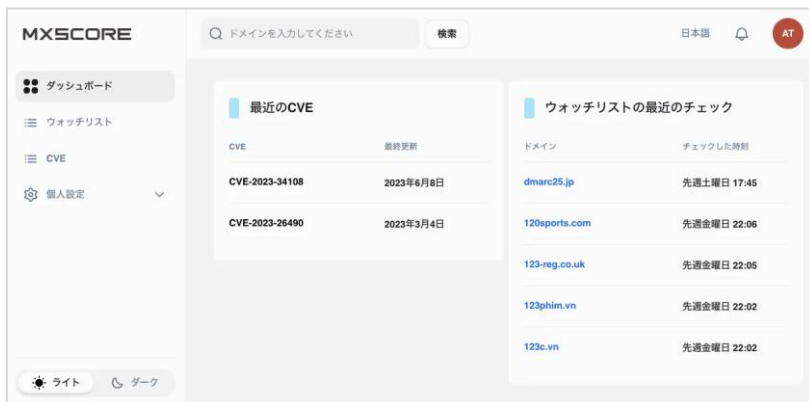 MXSCORE
ドメインを入力してください
検索
日本語
AT
ダッシュボード
ウォッチリスト
CVE
個人設定
最近のCVE
CVE 最終更新
CVE-2023-34108 2023年6月8日
CVE-2023-26490 2023年3月4日
ウォッチリストの最近のチェック
ドメイン チェックした時刻
dmarc25.jp 先週土曜日 17:45
120sports.com 先週金曜日 22:06
123-reg.co.uk 先週金曜日 22:05
123phim.vn 先週金曜日 22:02
123c.vn 先週金曜日 22:02
ライト
ダーク